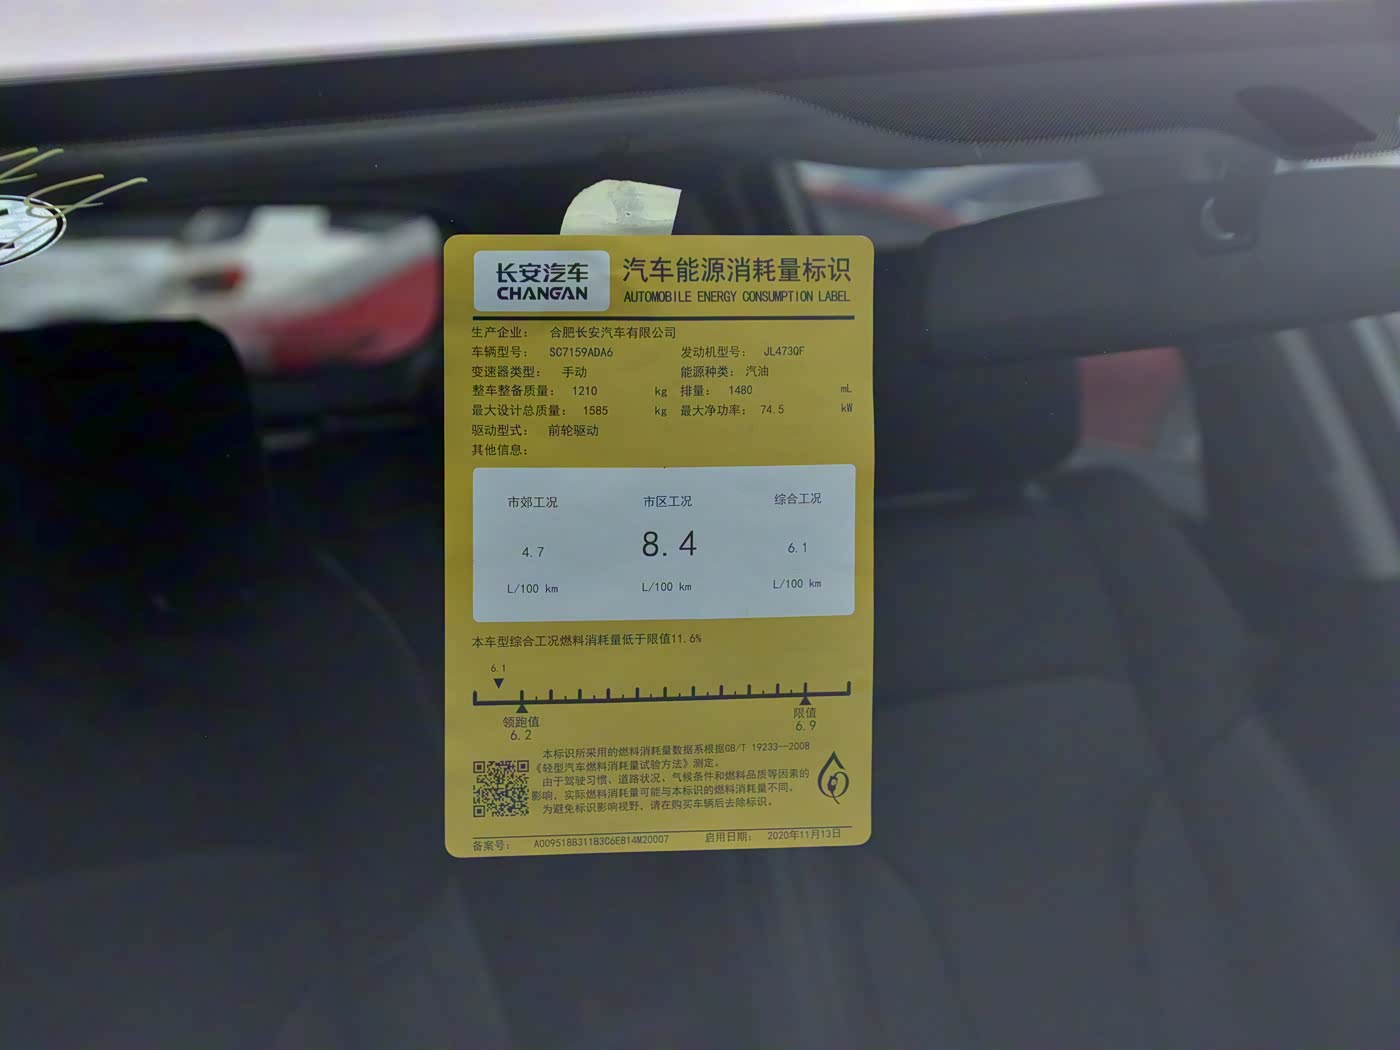 长安汽车
CHANGAN
汽车能源消耗量标识
AUTOMOBILE ENERGY CONSUMPTION LABEL
生产企业： 合肥长安汽车有限公司
车辆型号： SC7159ADA6 发动机型号： JL473QF
变速器类型： 手动 能源种类： 汽油
整车整备质量： 1210 kg 排量： 1480 mL
最大设计总质量： 1585 kg 最大净功率： 74.5 kW
驱动型式： 前轮驱动
其他信息：
市郊工况 市区工况 综合工况
4.7 8.4 6.1
L/100 km L/100 km L/100 km
本车型综合工况燃料消耗量低于限值11.6%
6.1
领跑值 限值
6.2 6.9
本标识所采用的燃料消耗量数据系根据GB/T 19233—2008
《轻型汽车燃料消耗量试验方法》测定。
由于驾驶习惯、道路状况、气候条件和燃料品质等因素的
影响，实际燃料消耗量可能与本标识的燃料消耗量不同。
为避免标识影响视野，请在购买车辆后去除标识。
备案号： A009518B311B3C6E814M20007 启用日期： 2020年11月13日